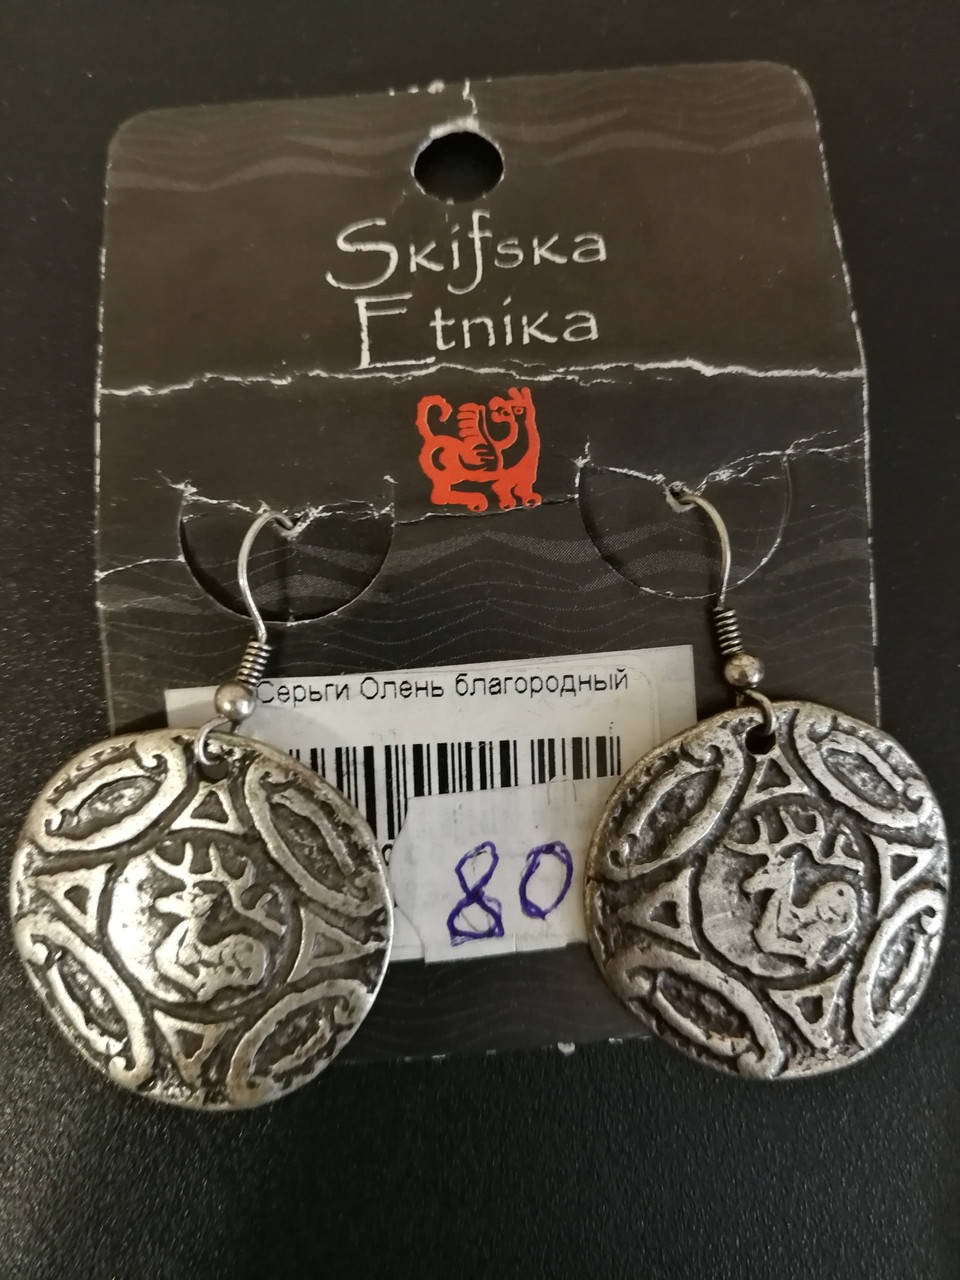 Skifska
Etnika
Серьги Олень благородный
80